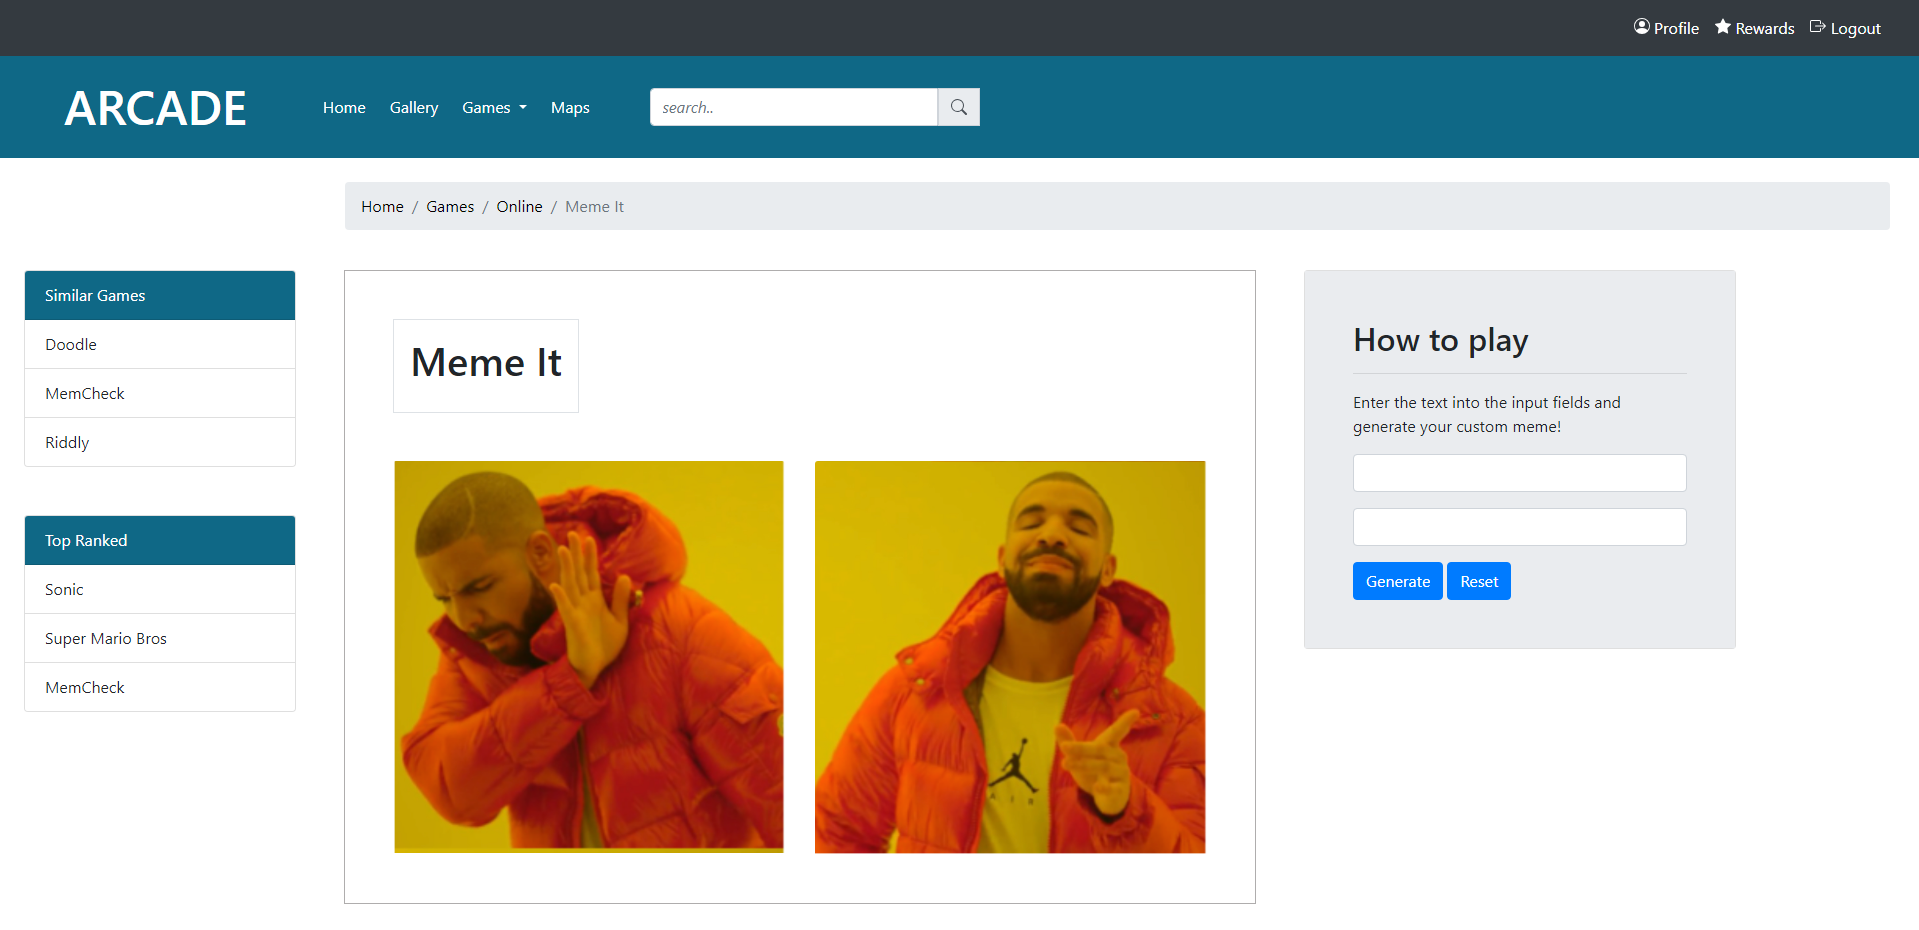 Profile Rewards Logout
ARCADE
Home Gallery Games Maps
search..
Home / Games / Online / Meme It
Similar Games
Doodle
MemCheck
Riddly
Top Ranked
Sonic
Super Mario Bros
MemCheck
Meme It
AIR
How to play
Enter the text into the input fields and
generate your custom meme!
Generate Reset